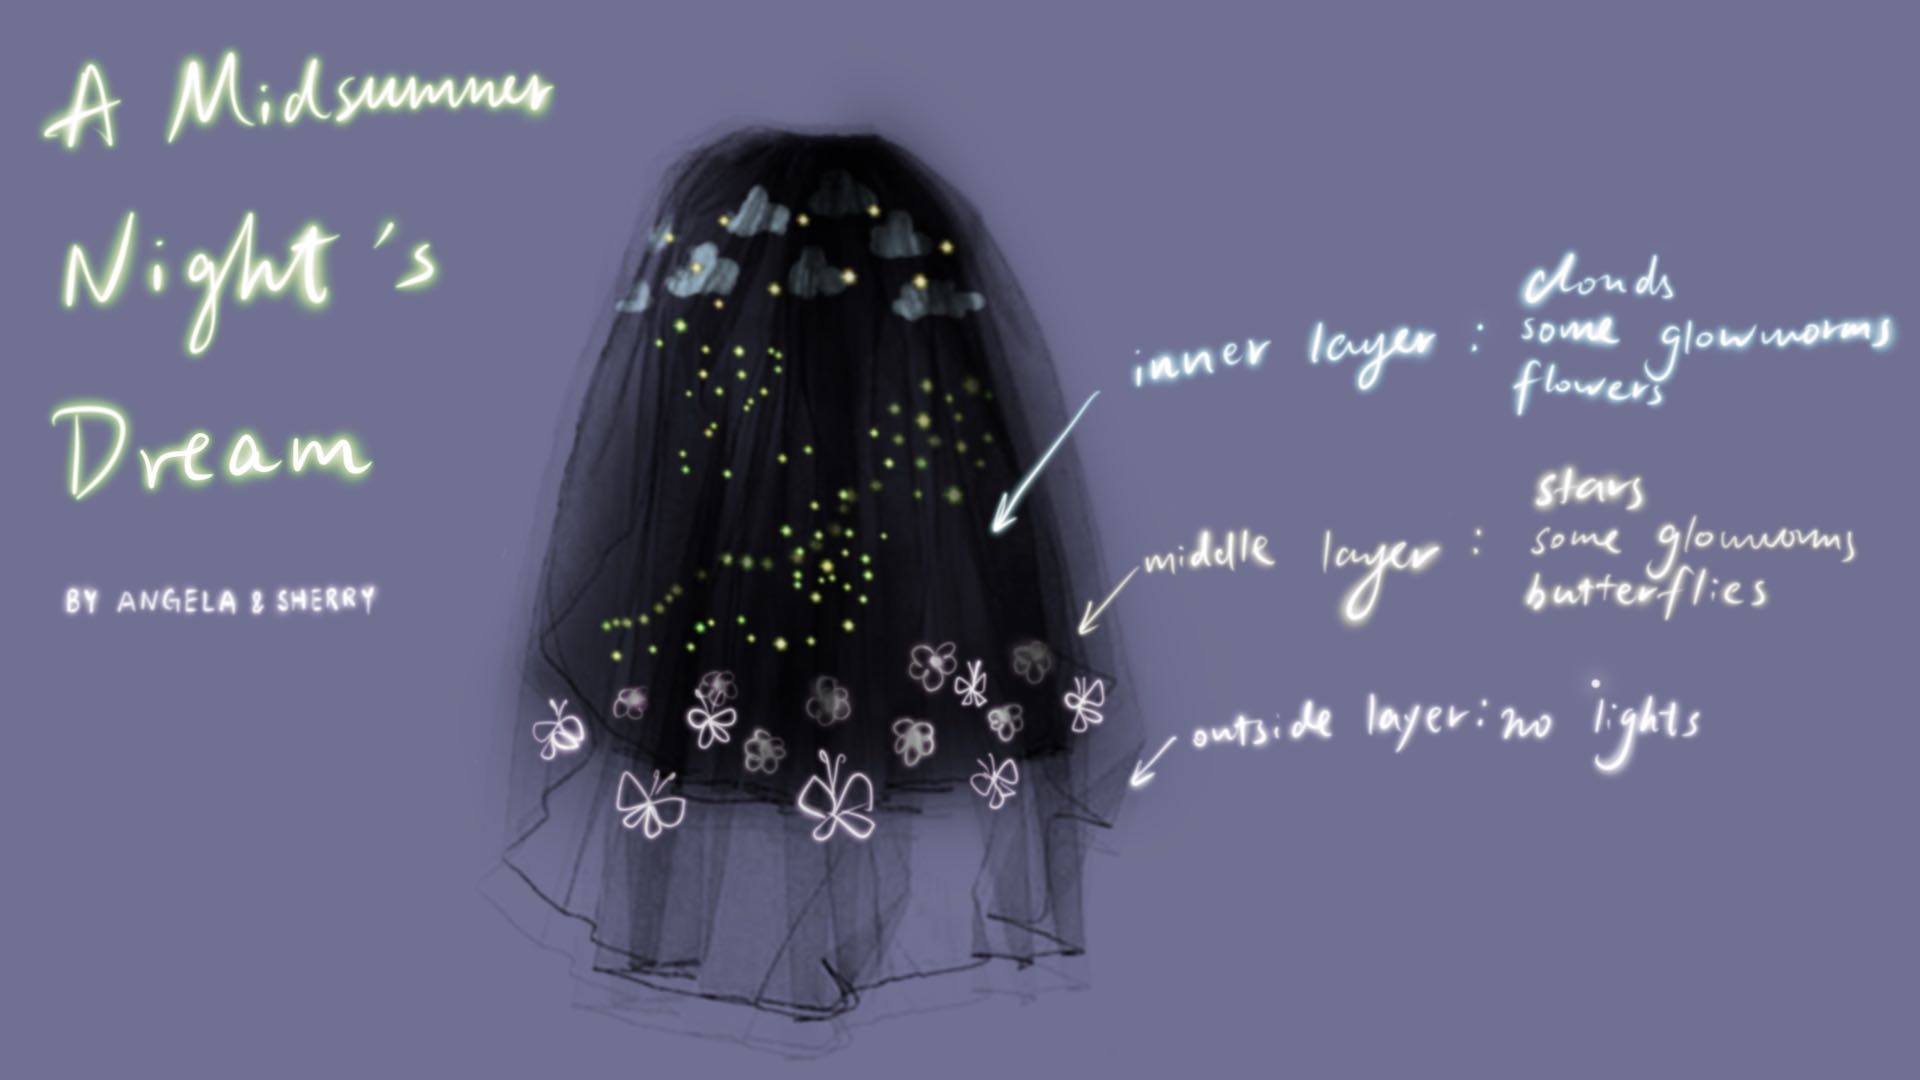 A Midsummer
Night's
Dream
BY ANGELA & SHERRY
inner layer : clouds
some glowworms
flowers
middle layer : stars
some glowworms
butterflies
outside layer: no lights